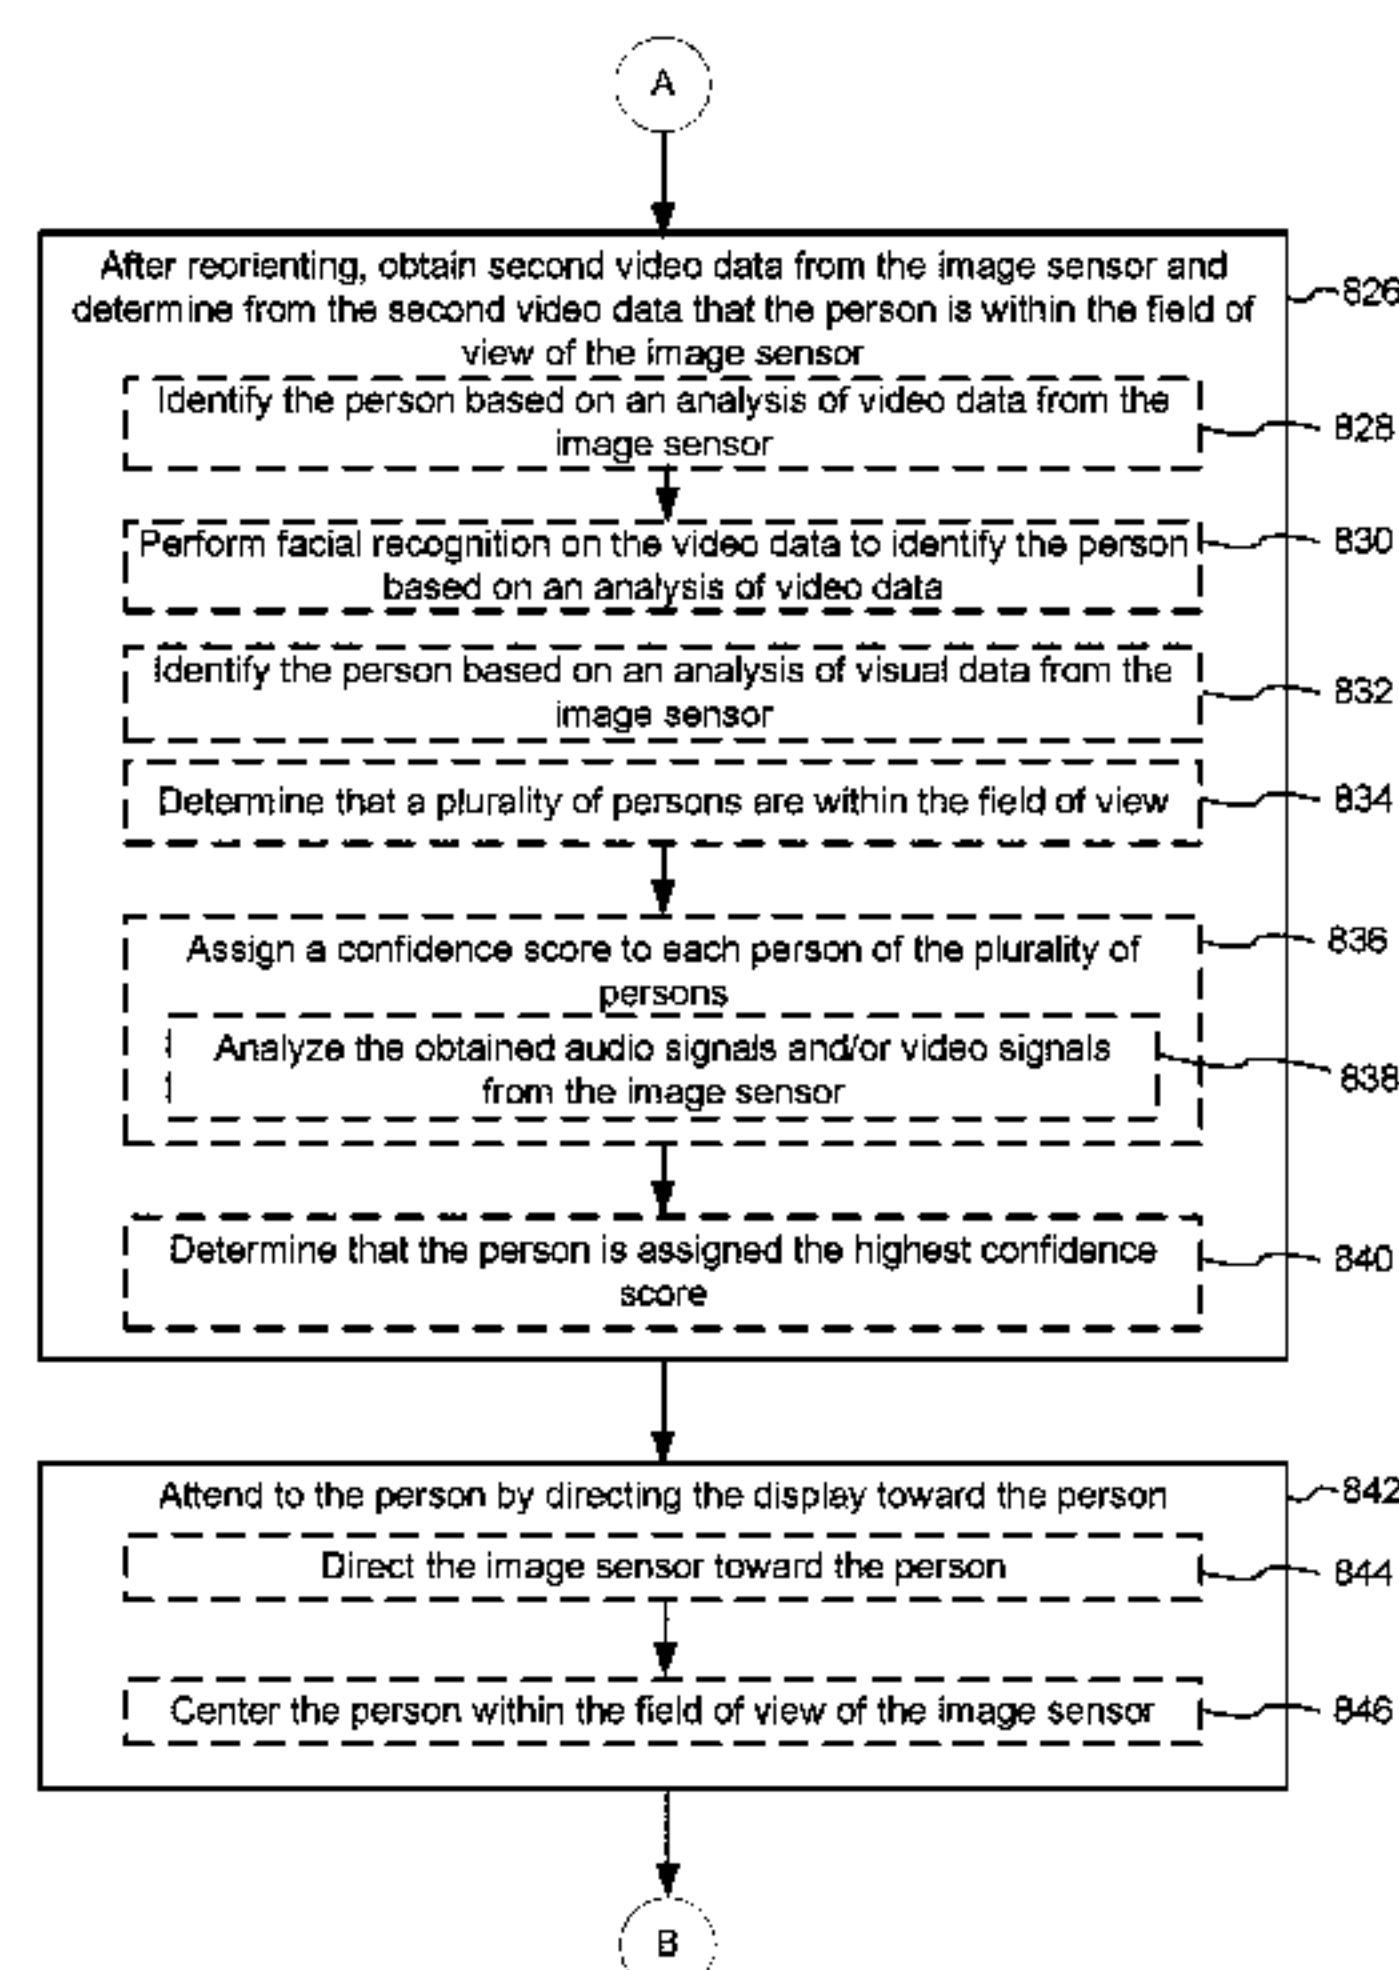 A
After reorienting, obtain second video data from the image sensor and
determine from the second video data that the person is within the field of
view of the image sensor
826
Identify the person based on an analysis of video data from the
image sensor
828
Perform facial recognition on the video data to identify the person
based on an analysis of video data
830
Identify the person based on an analysis of visual data from the
image sensor
832
Determine that a plurality of persons are within the field of view
834
Assign a confidence score to each person of the plurality of
persons
836
Analyze the obtained audio signals and/or video signals
from the image sensor
838
Determine that the person is assigned the highest confidence
score
840
Attend to the person by directing the display toward the person
842
Direct the image sensor toward the person
844
Center the person within the field of view of the image sensor
846
B